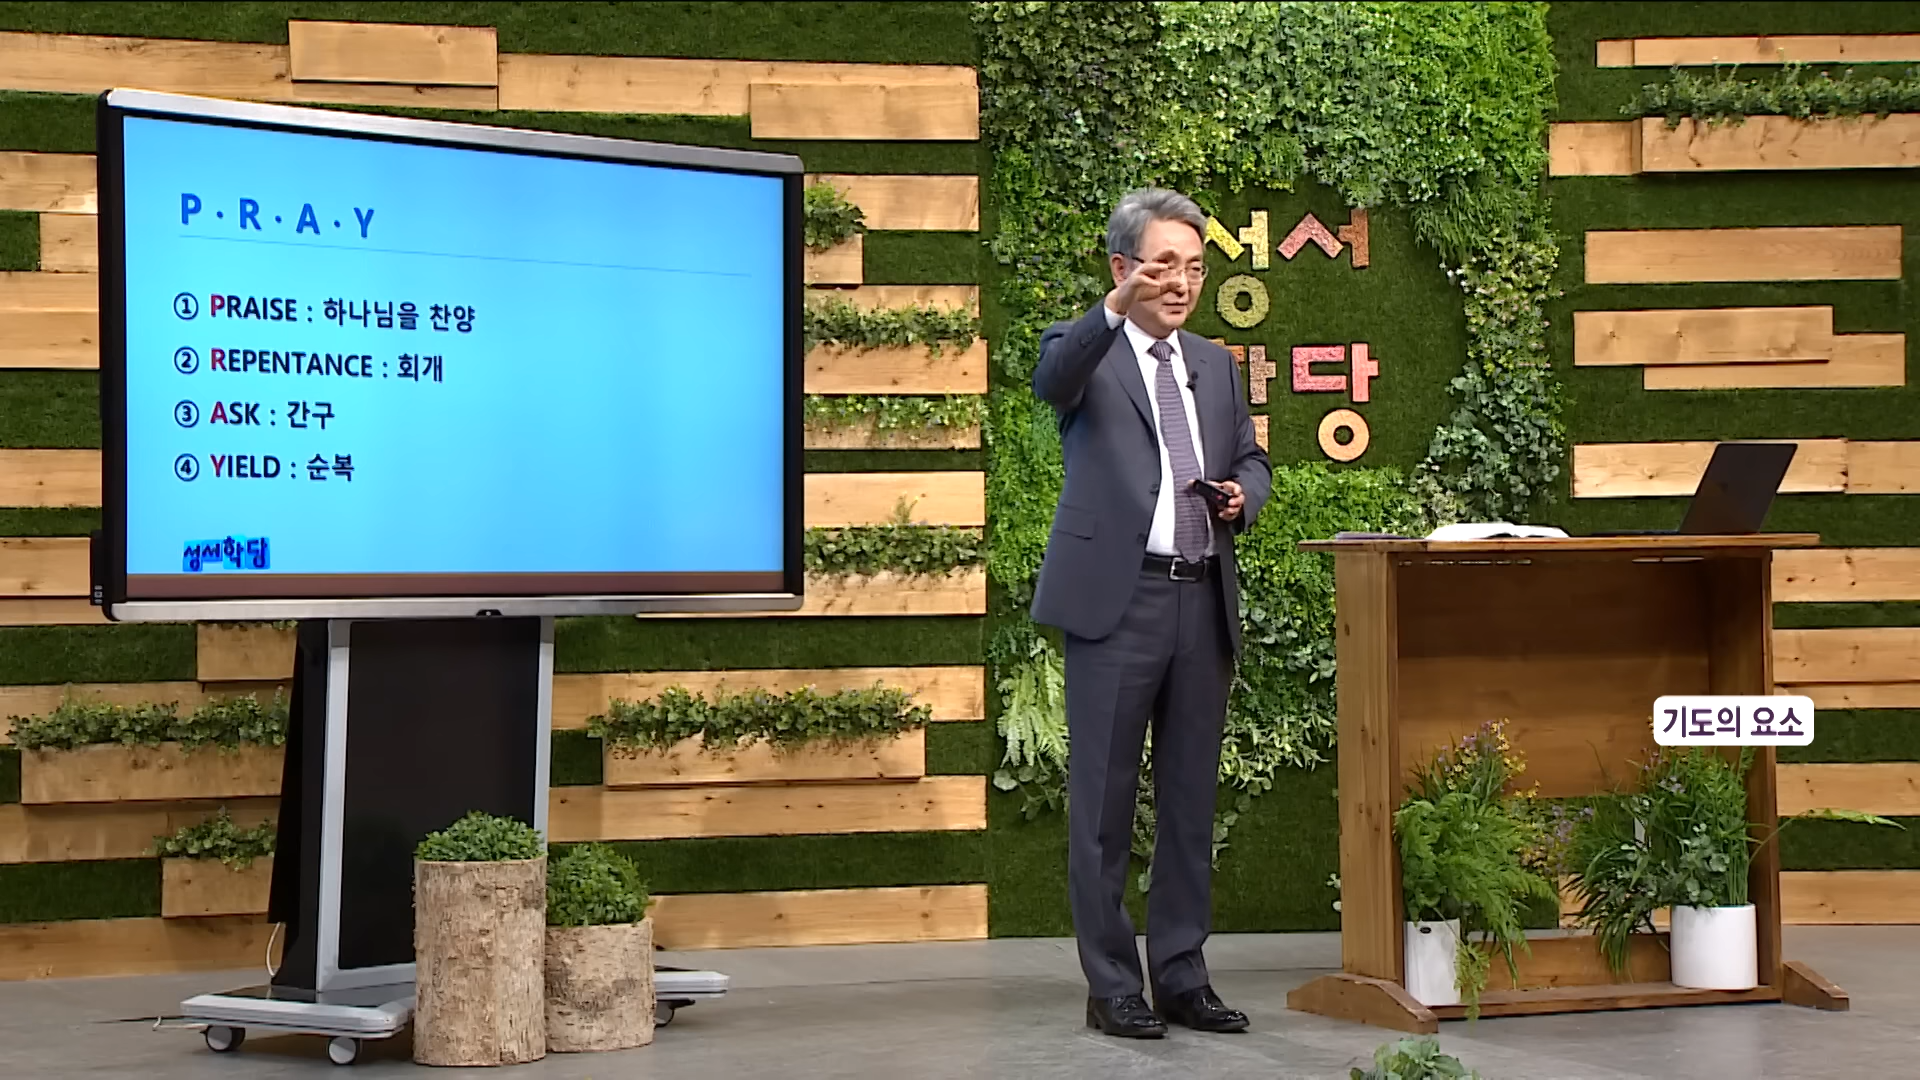 P·R·A·Y
① PRAISE : 하나님을 찬양
② REPENTANCE : 회개
③ ASK : 간구
④ YIELD : 순복
성서학당
성서
학당
기도의 요소